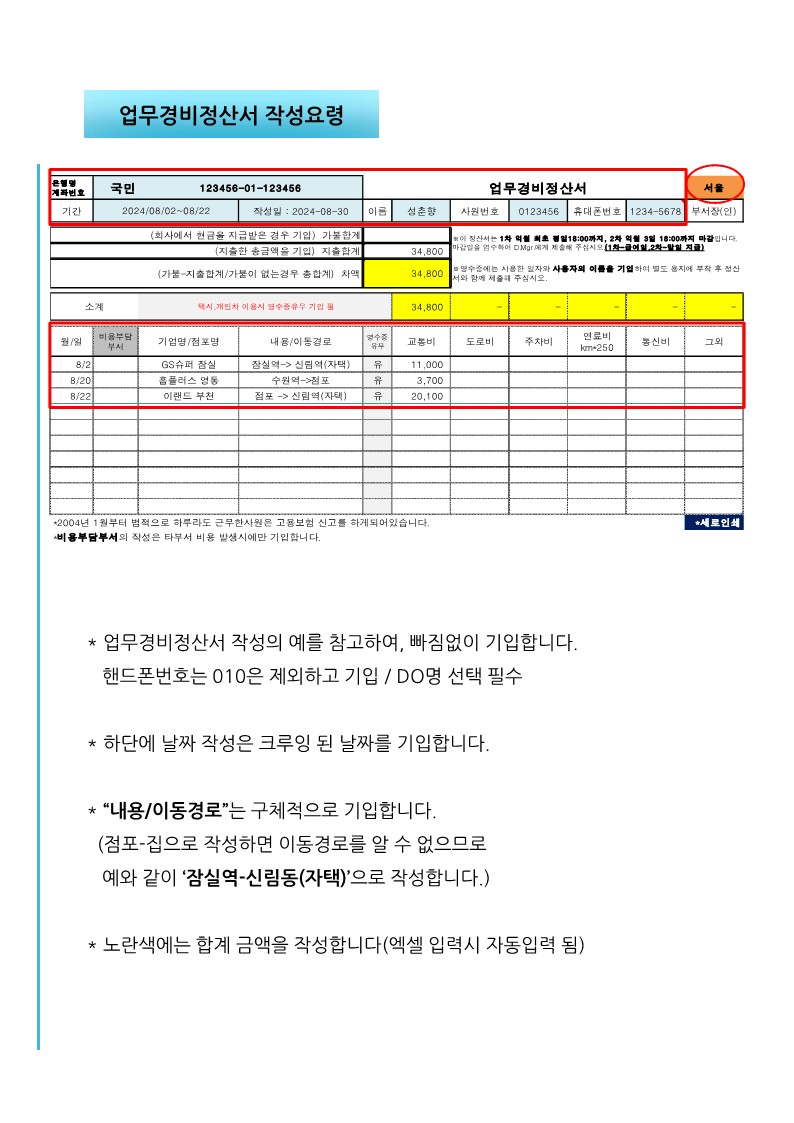 업무경비정산서 작성요령
은행명
계좌번호 국민 123456-01-123456 업무경비정산서 서울
기간 2024/08/02~08/22 작성일 : 2024-08-30 이름 성춘향 사원번호 0123456 휴대폰번호 1234-5678 부서장(인)
(회사에서 현금을 지급받은 경우 기입) 가불합계
(지출한 총금액을 기입) 지출합계 34,800
(가불-지출합계/가불이 없는경우 총합계) 차액 34,800
※이 정산서는 1차 익월 최초 평일18:00까지, 2차 익월 3일 18:00까지 마감입니다.
마감일을 엄수하여 D.Mgr.에게 제출해 주십시오.(1차-급여일,2차-말일 지급)
※영수증에는 사용한 일자와 사용자의 이름을 기입하여 별도 용지에 부착 후 정산
서와 함께 제출해 주십시오.
소계 택시,개인차 이용시 영수증유무 기입 필 34,800 - - - - -
월/일 비용부담
부서 기업명/점포명 내용/이동경로 영수증
유무 교통비 도로비 주차비 연료비
km*250 통신비 그외
8/2 GS슈퍼 잠실 잠실역-> 신림역(자택) 유 11,000
8/20 홈플러스 영통 수원역->점포 유 3,700
8/22 이랜드 부천 점포 -> 신림역(자택) 유 20,100
*2004년 1월부터 법적으로 하루라도 근무한사원은 고용보험 신고를 하게되어있습니다.
*세로인쇄
*비용부담부서의 작성은 타부서 비용 발생시에만 기입합니다.
* 업무경비정산서 작성의 예를 참고하여, 빠짐없이 기입합니다.
핸드폰번호는 010은 제외하고 기입 / DO명 선택 필수
* 하단에 날짜 작성은 크루잉 된 날짜를 기입합니다.
* “내용/이동경로”는 구체적으로 기입합니다.
(점포-집으로 작성하면 이동경로를 알 수 없으므로
예와 같이 ‘잠실역-신림동(자택)’으로 작성합니다.)
* 노란색에는 합계 금액을 작성합니다(엑셀 입력시 자동입력 됨)